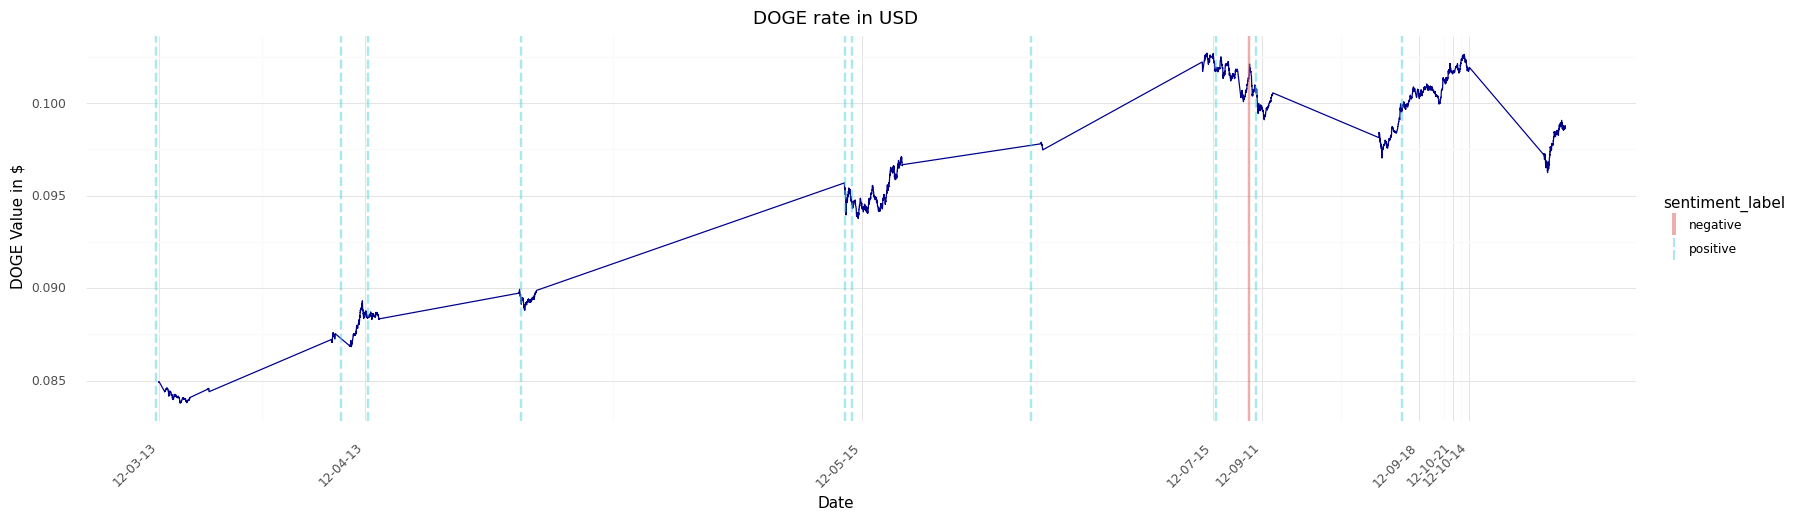 DOGE rate in USD
DOGE Value in $
0.100
0.095
0.090
0.085
12-03-13
12-04-13
12-05-15
12-07-15
12-09-11
12-09-18
12-10-21
12-10-14
Date
sentiment_label
negative
positive